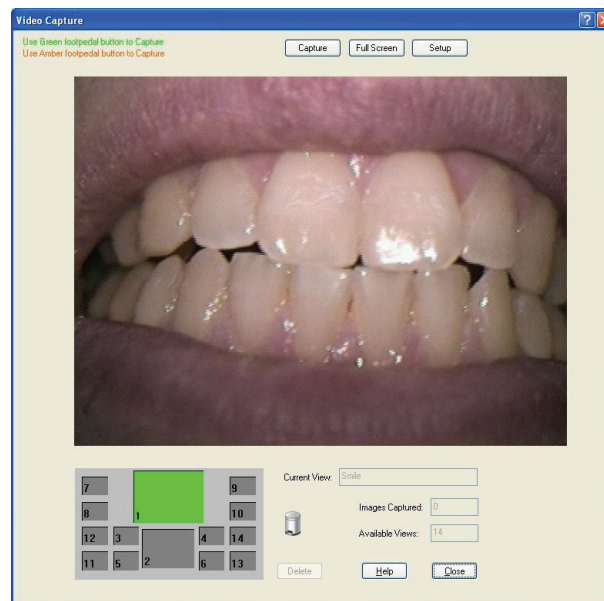 Video Capture
Use Green footpedal button to Capture
Use Amber footpedal button to Capture
Capture Full Screen Setup
7 1 9
8 10
12 3 2 4 14
11 5 6 13
Current View: Smile
Images Captured: 0
Available Views: 14
Delete Help Close